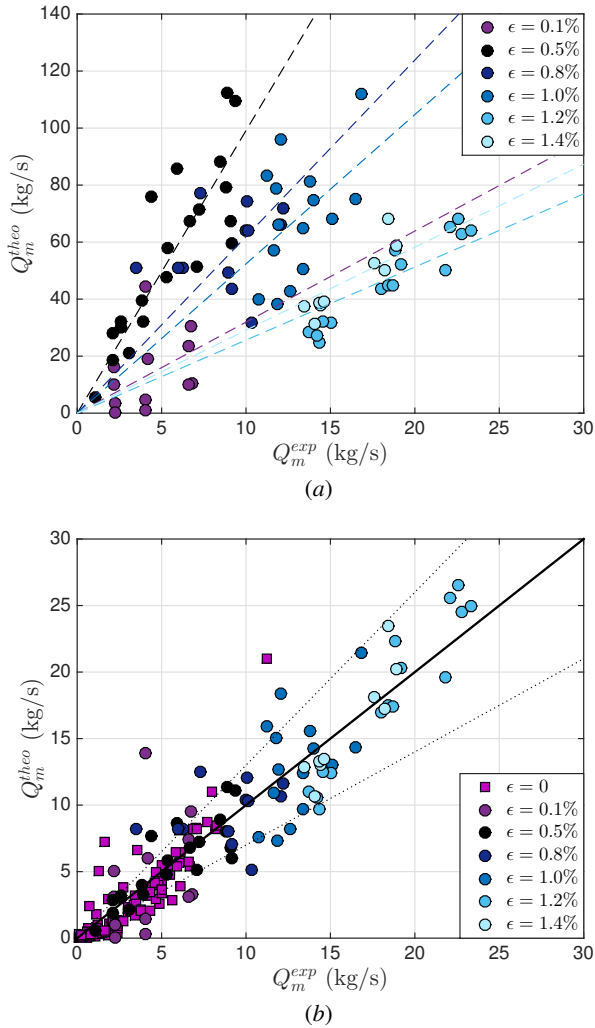 140
120
100
80
60
40
20
0
0 5 10 15 20 25 30
Q_m^{theo} (kg/s)
Q_m^{exp} (kg/s)
ϵ = 0.1%
ϵ = 0.5%
ϵ = 0.8%
ϵ = 1.0%
ϵ = 1.2%
ϵ = 1.4%
(a)
30
25
20
15
10
5
0
0 5 10 15 20 25 30
Q_m^{theo} (kg/s)
Q_m^{exp} (kg/s)
ϵ = 0
ϵ = 0.1%
ϵ = 0.5%
ϵ = 0.8%
ϵ = 1.0%
ϵ = 1.2%
ϵ = 1.4%
(b)